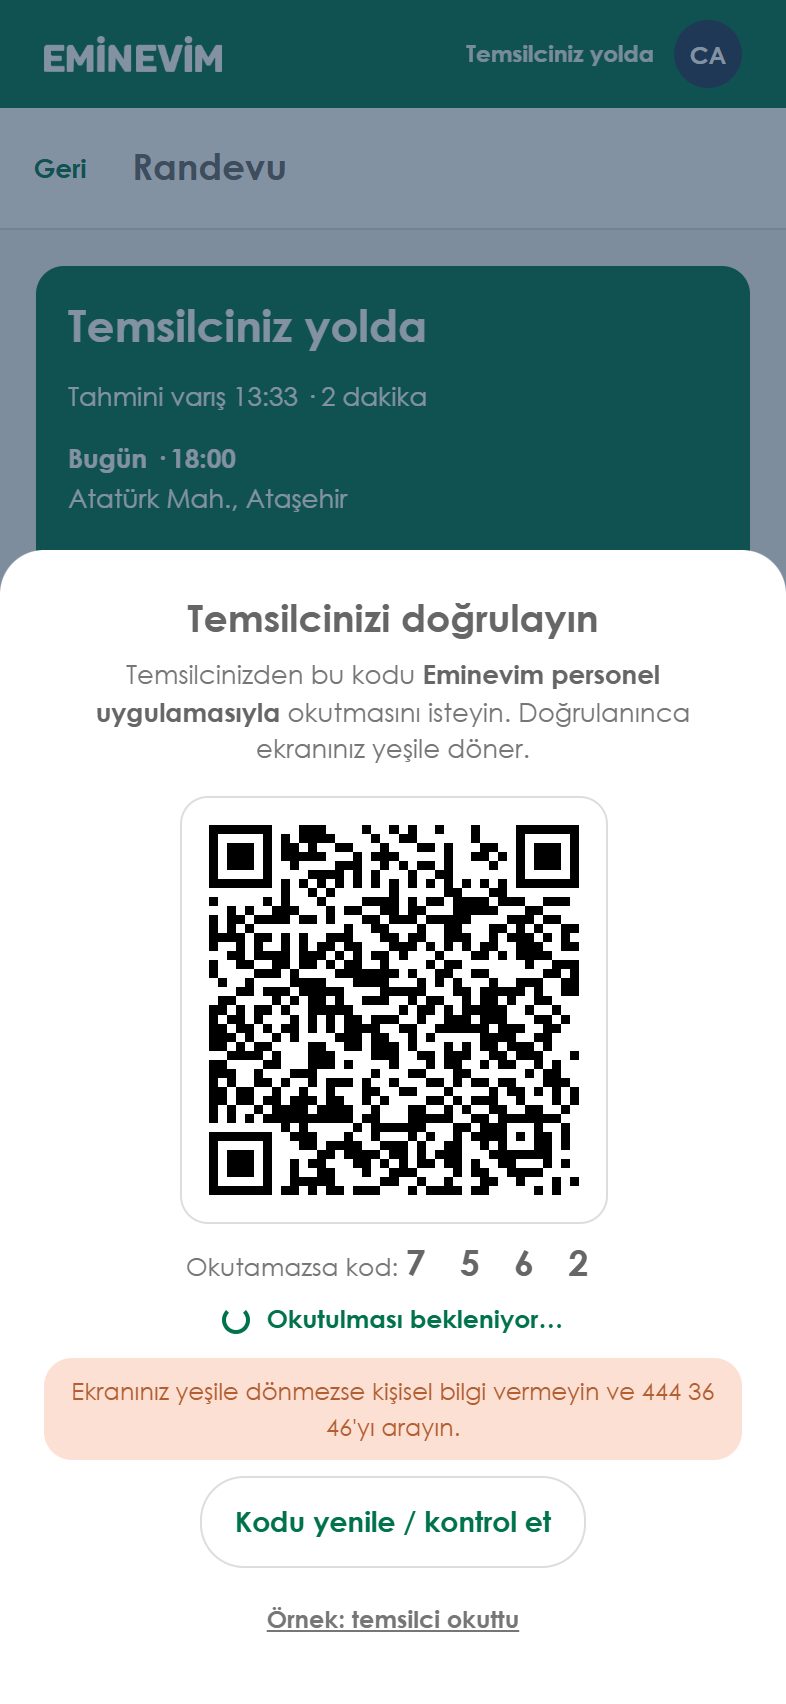 EMİNEVİM
Temsilciniz yolda
CA
Geri
Randevu
Temsilciniz yolda
Tahmini varış 13:33 · 2 dakika
Bugün · 18:00
Atatürk Mah., Ataşehir
Temsilcinizi doğrulayın
Temsilcinizden bu kodu Eminevim personel
uygulamasıyla okutmasını isteyin. Doğrulanınca
ekranınız yeşile döner.
Okutamazsa kod: 7 5 6 2
Okutulması bekleniyor...
Ekranınız yeşile dönmezse kişisel bilgi vermeyin ve 444 36
46'yı arayın.
Kodu yenile / kontrol et
Örnek: temsilci okuttu